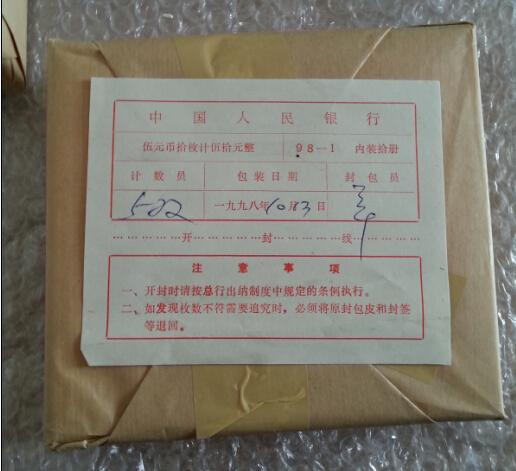 中国人民银行
伍元币拾枚计伍拾元整 98-1 内装拾册
计数员 包装日期 封包员
522 一九九八年10月13日
开封线
注意事项
一、开封时请按总行出纳制度中规定的条例执行。
二、如发现枚数不符需要追究时，必须将原封包皮和封签
等退回。